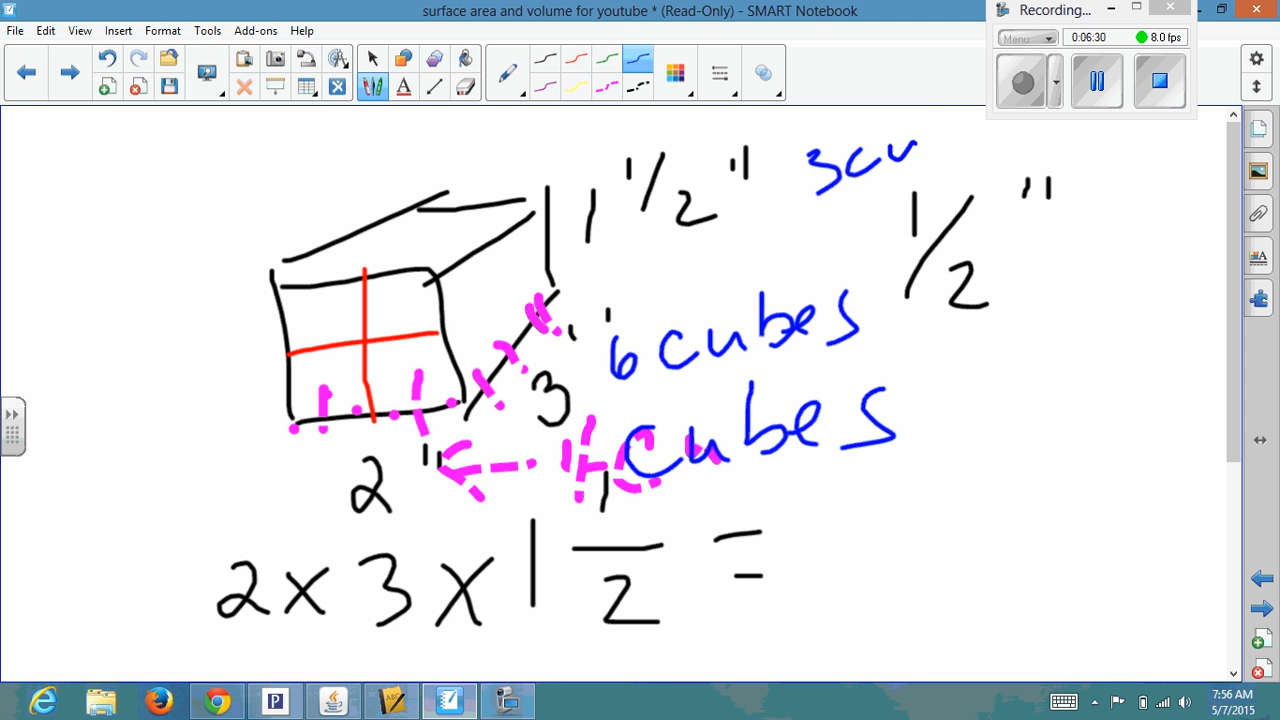 surface area and volume for youtube * (Read-Only) - SMART Notebook
Recording...
File Edit View Insert Format Tools Add-ons Help
Menu 0:06:30 8.0 fps
1 1/2 " 3cu
1/2 "
6 cubes
3 "
cubes
2 "
2 x 3 x 1 1/2 =
7:56 AM
5/7/2015